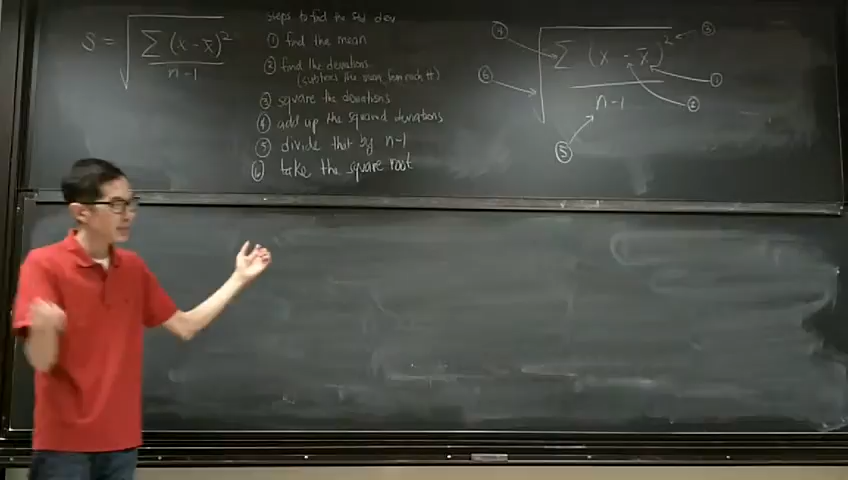 S = √ Σ (x - x̄)² / n-1
steps to find the std dev
① find the mean
② find the deviations
(subtract the mean from each #)
③ square the deviations
④ add up the squared deviations
⑤ divide that by n-1
⑥ take the square root
④ ③
√ Σ (x - x̄)² / n-1
⑥ ① ②
⑤